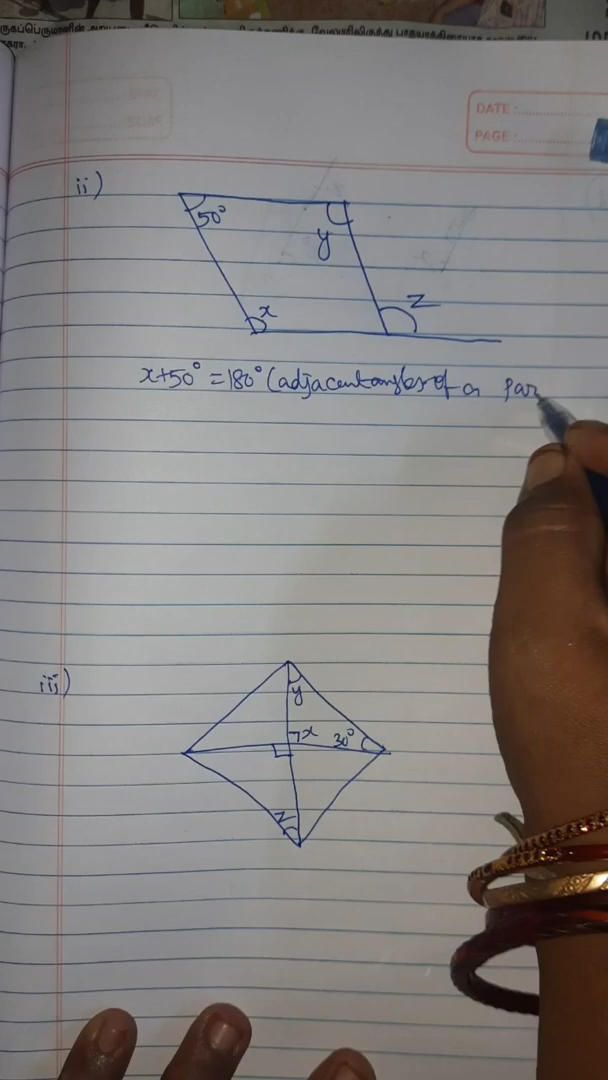 DATE :
PAGE :
ii)
50°
y
x
z
x+50° = 180° (adjacent angles of a par
iii)
y
x
30°
z